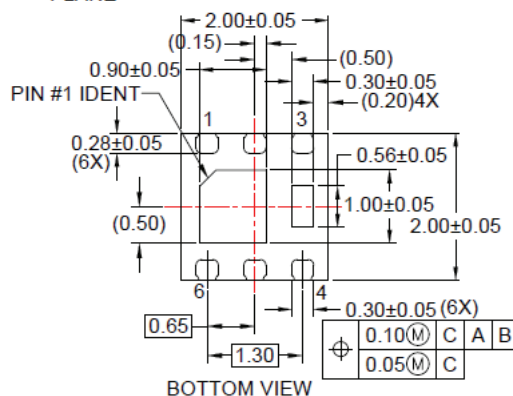 2.00±0.05
(0.15)
(0.50)
0.90±0.05
0.30±0.05
PIN #1 IDENT
(0.20)4X
1
3
0.28±0.05
(6X)
0.56±0.05
1.00±0.05
(0.50)
2.00±0.05
6
4
0.30±0.05 (6X)
0.65
0.10Ⓜ C A B
1.30
0.05Ⓜ C
BOTTOM VIEW